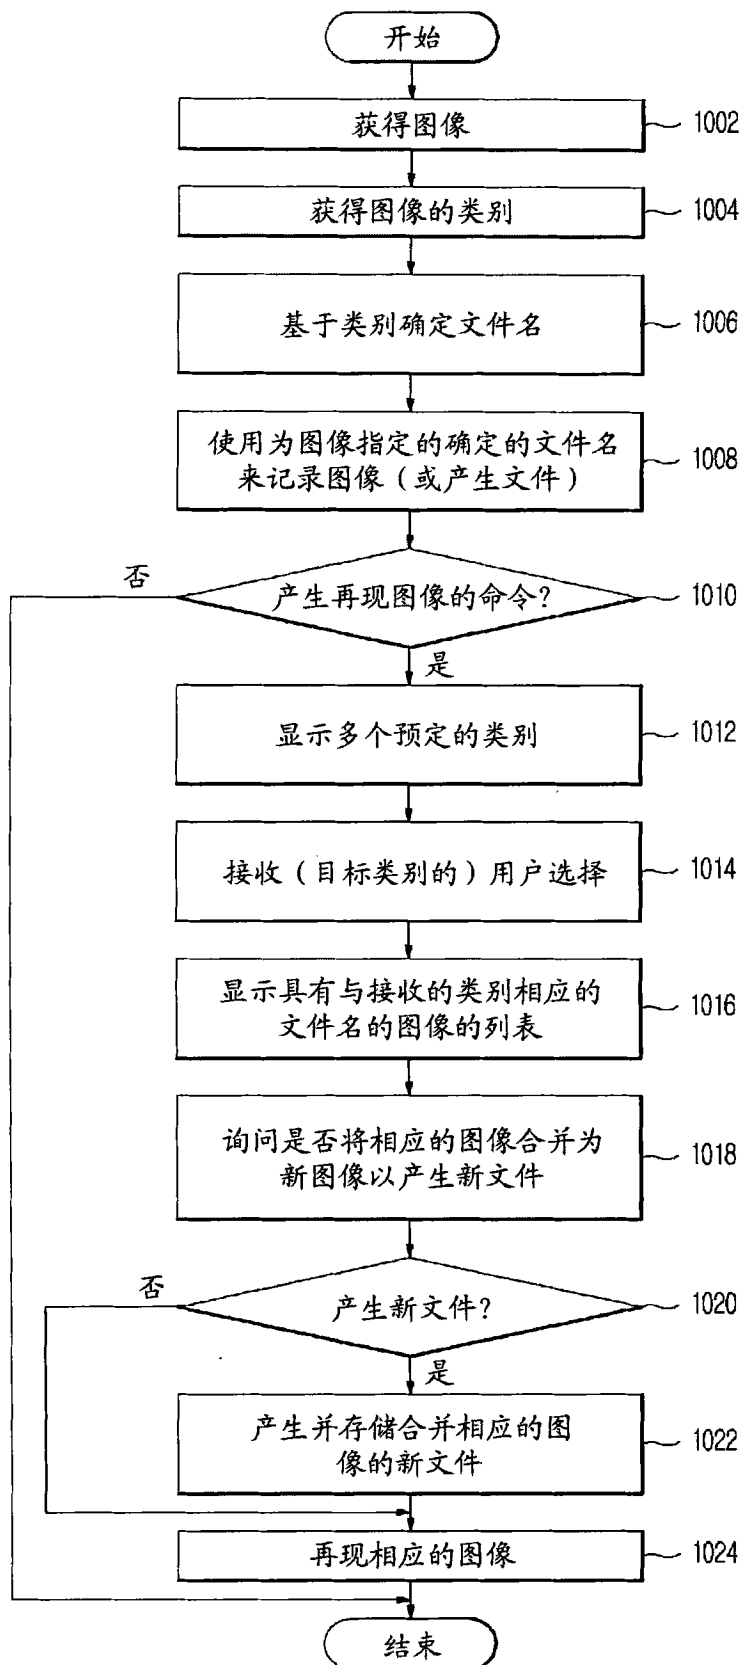 开始
获得图像
1002
获得图像的类别
1004
基于类别确定文件名
1006
使用为图像指定的确定的文件名
来记录图像（或产生文件）
1008
否
产生再现图像的命令？
1010
是
显示多个预定的类别
1012
接收（目标类别的）用户选择
1014
显示具有与接收的类别相应的
文件名的图像的列表
1016
询问是否将相应的图像合并为
新图像以产生新文件
1018
否
产生新文件？
1020
是
产生并存储合并相应的图
像的新文件
1022
再现相应的图像
1024
结束